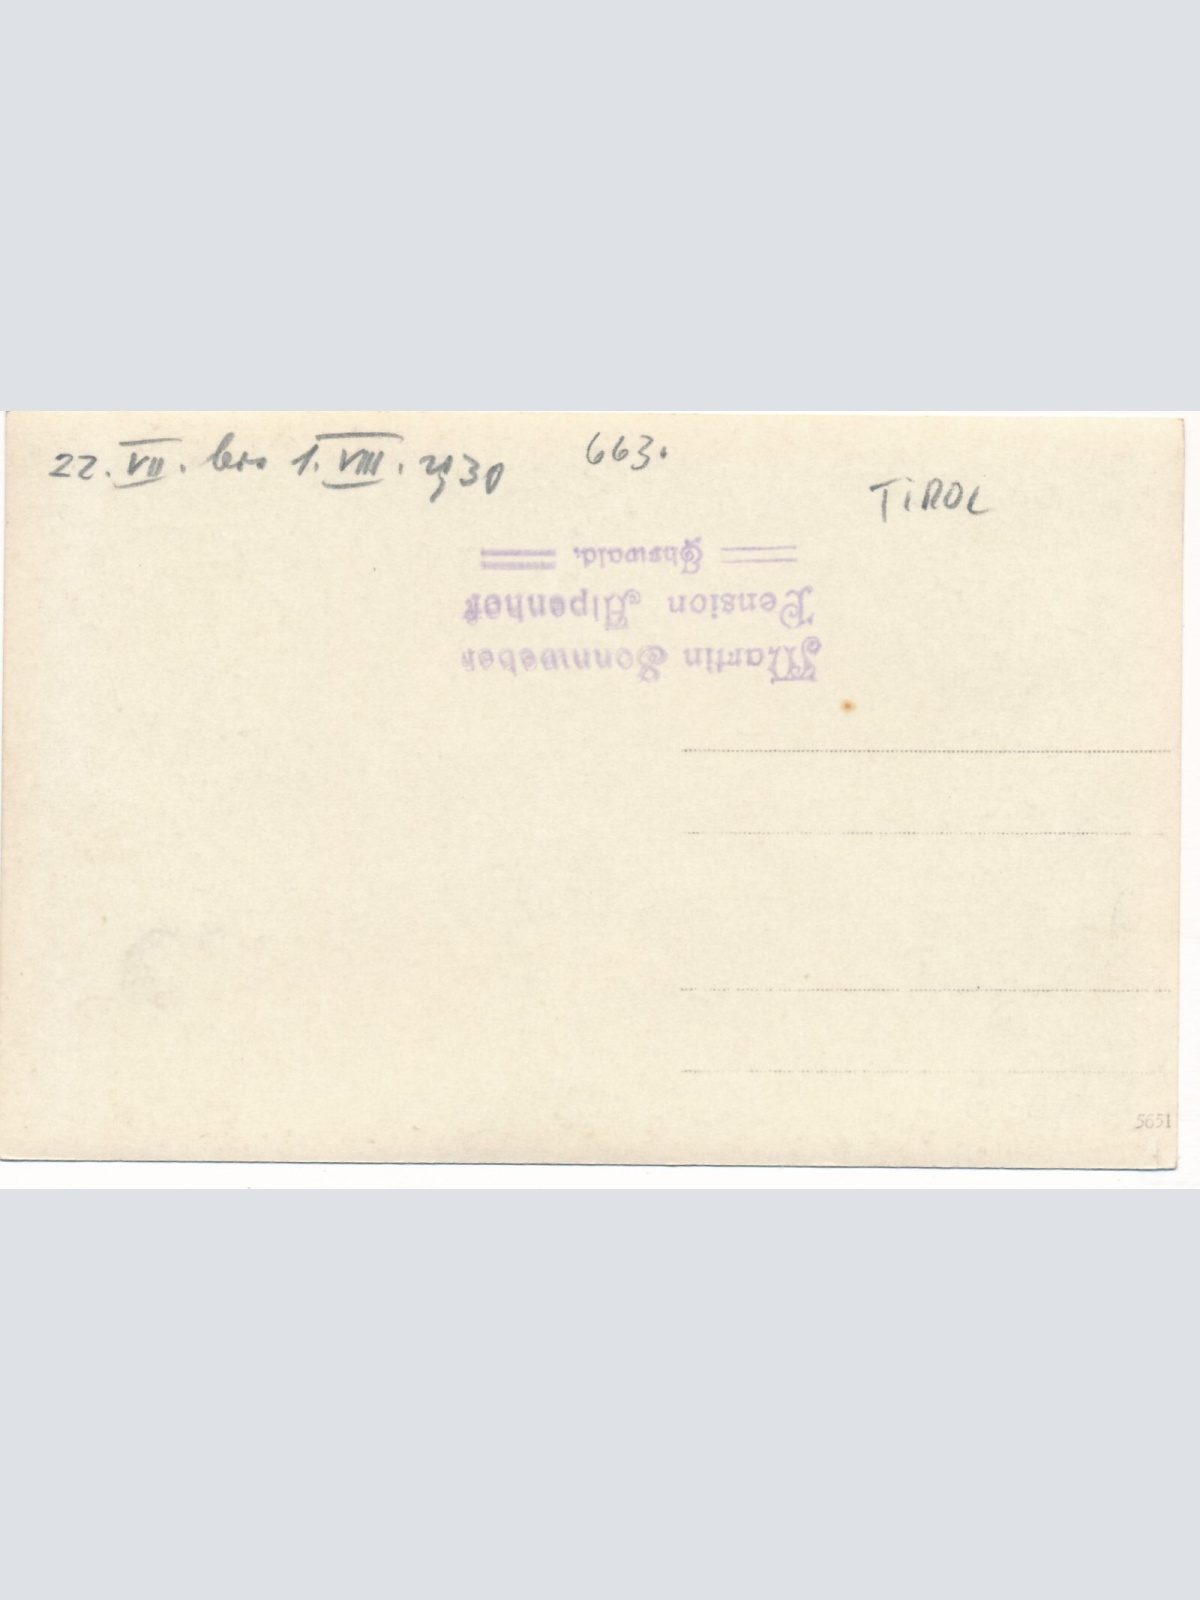 22. VII. bis 1. VIII. 1930 663.
TiROL
Martin Sonnweber
Pension Alpenhof
Ehrwald.
5651